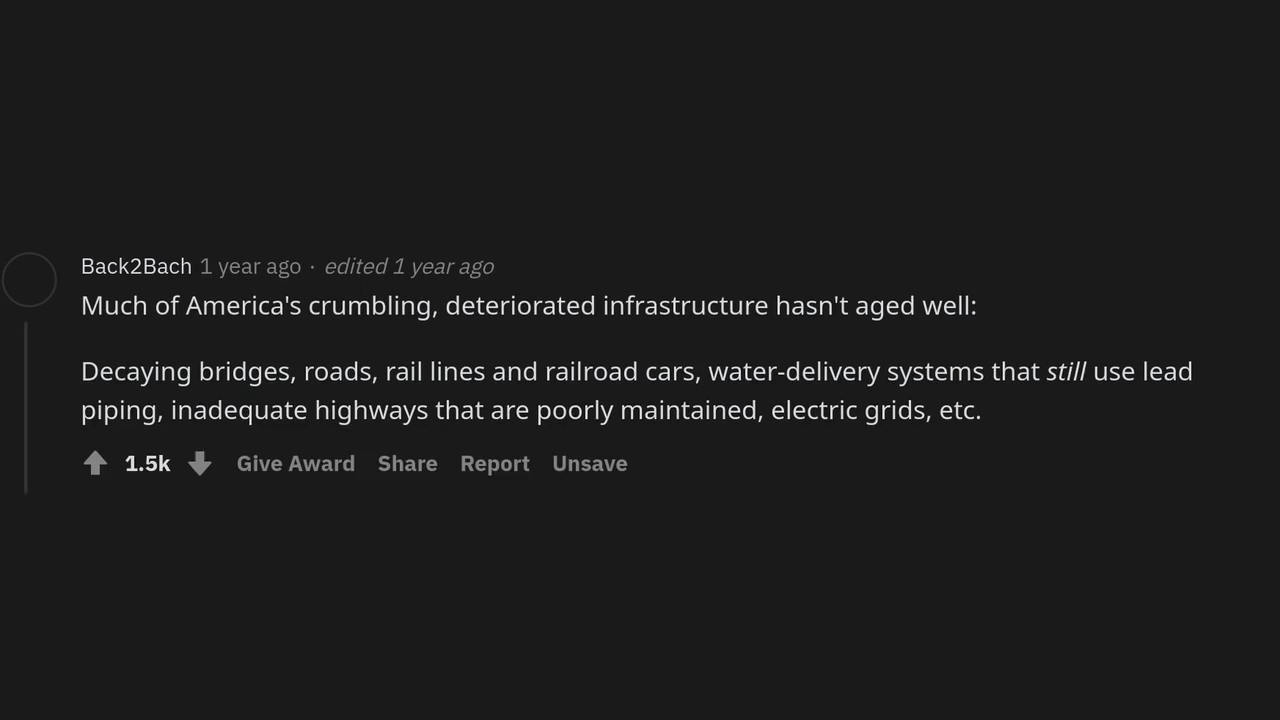 Back2Bach 1 year ago · edited 1 year ago
Much of America's crumbling, deteriorated infrastructure hasn't aged well:
Decaying bridges, roads, rail lines and railroad cars, water-delivery systems that still use lead
piping, inadequate highways that are poorly maintained, electric grids, etc.
1.5k Give Award Share Report Unsave